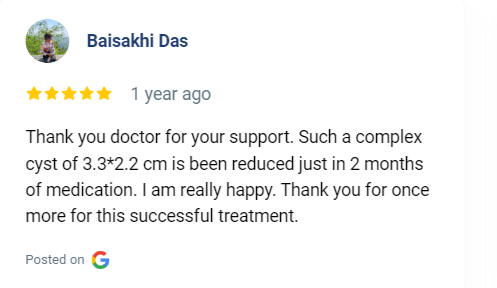 Baisakhi Das
1 year ago
Thank you doctor for your support. Such a complex
cyst of 3.3*2.2 cm is been reduced just in 2 months
of medication. I am really happy. Thank you for once
more for this successful treatment.
Posted on